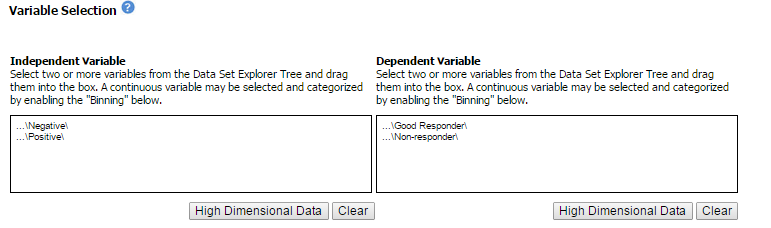 Variable Selection ?
Independent Variable
Select two or more variables from the Data Set Explorer Tree and drag
them into the box. A continuous variable may be selected and categorized
by enabling the "Binning" below.
...\Negative\
...\Positive\
High Dimensional Data Clear
Dependent Variable
Select two or more variables from the Data Set Explorer Tree and drag
them into the box. A continuous variable may be selected and categorized
by enabling the "Binning" below.
...\Good Responder\
...\Non-responder\
High Dimensional Data Clear